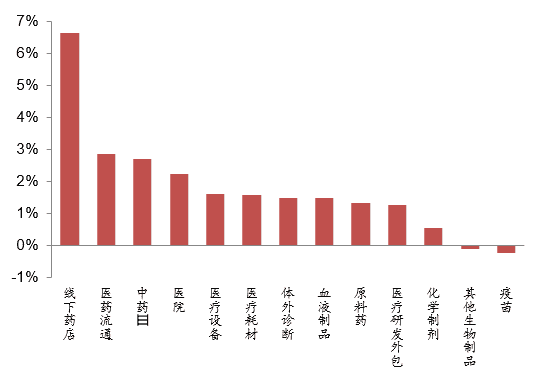 7%
6%
5%
4%
3%
2%
1%
0%
-1%
线下药店
医药流通
中药Ⅲ
医院
医疗设备
医疗耗材
体外诊断
血液制品
原料药
医疗研发外包
化学制剂
其他生物制品
疫苗